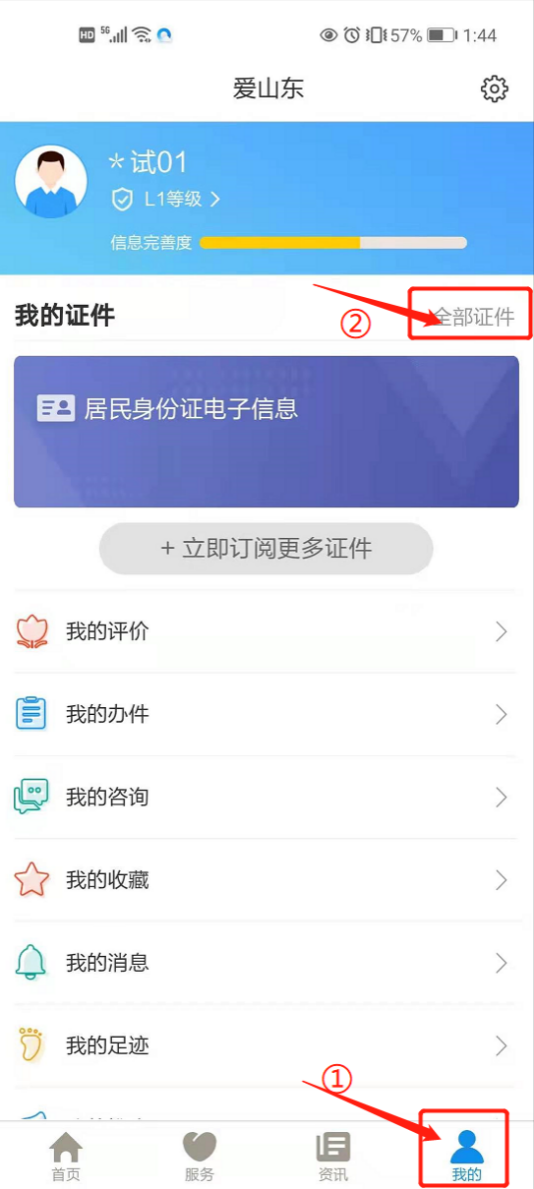 HD 5G 57% 1:44
爱山东
*试01
L1等级
信息完善度
我的证件
② 全部证件
居民身份证电子信息
+ 立即订阅更多证件
我的评价
我的办件
我的咨询
我的收藏
我的消息
我的足迹
①
首页 服务 资讯 我的